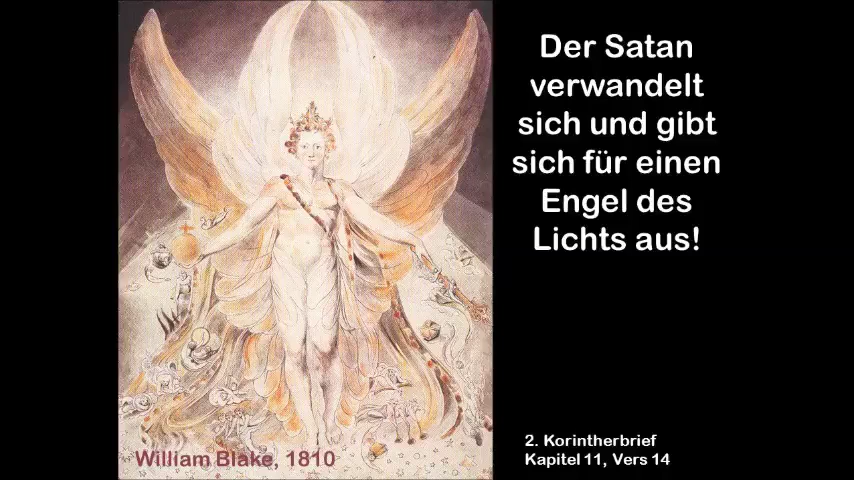 Der Satan
verwandelt
sich und gibt
sich für einen
Engel des
Lichts aus!
2. Korintherbrief
Kapitel 11, Vers 14
William Blake, 1810